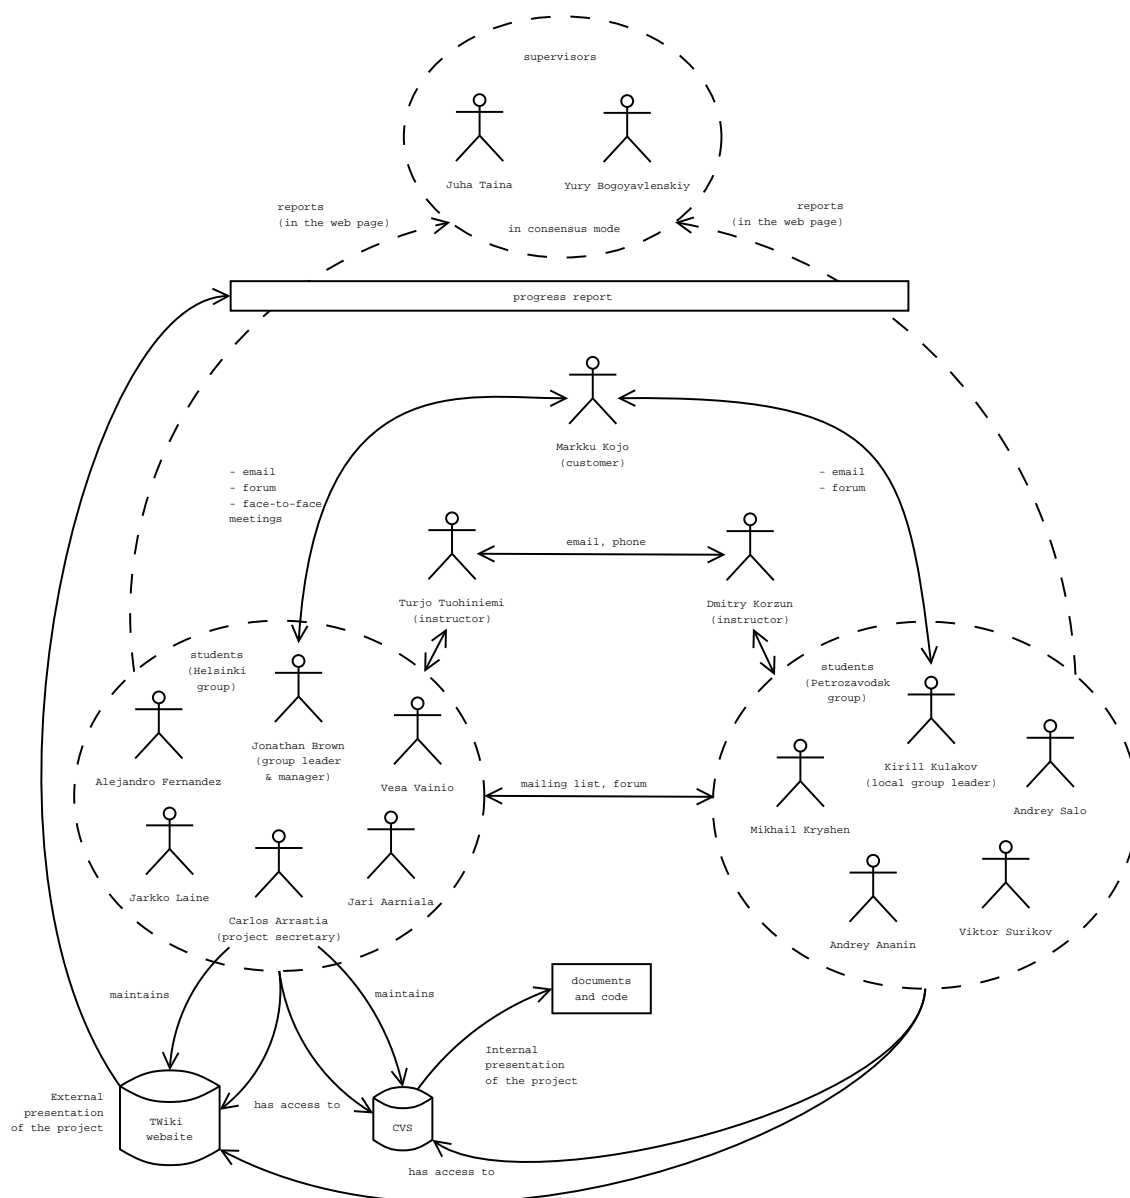 supervisors
Juha Taina
Yury Bogoyavlenskiy
reports
(in the web page)
reports
(in the web page)
in consensus mode
progress report
Markku Kojo
(customer)
- email
- forum
- face-to-face
meetings
- email
- forum
email, phone
Turjo Tuohiniemi
(instructor)
Dmitry Korzun
(instructor)
students
(Helsinki
group)
students
(Petrozavodsk
group)
Jonathan Brown
(group leader
& manager)
Alejandro Fernandez
Vesa Vainio
mailing list, forum
Kirill Kulakov
(local group leader)
Andrey Salo
Mikhail Kryshen
Jarkko Laine
Jari Aarniala
Carlos Arrastia
(project secretary)
Andrey Ananin
Viktor Surikov
maintains
maintains
documents
and code
Internal
presentation
of the project
External
presentation
of the project
TWiki
website
has access to
CVS
has access to